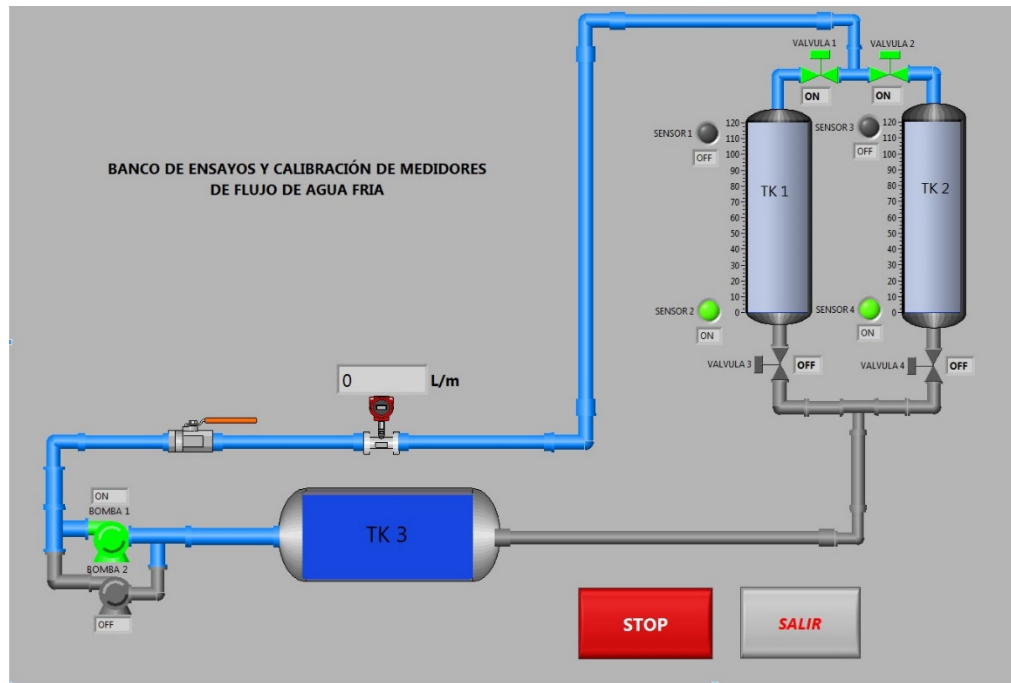 VALVULA 1
VALVULA 2
ON
ON
SENSOR 1
OFF
120
110
100
90
80
70
60
50
40
30
20
10
0
TK 1
SENSOR 3
OFF
120
110
100
90
80
70
60
50
40
30
20
10
0
TK 2
BANCO DE ENSAYOS Y CALIBRACIÓN DE MEDIDORES
DE FLUJO DE AGUA FRIA
SENSOR 2
ON
SENSOR 4
ON
VALVULA 3
OFF
VALVULA 4
OFF
0
L/m
ON
BOMBA 1
BOMBA 2
OFF
TK 3
STOP
SALIR